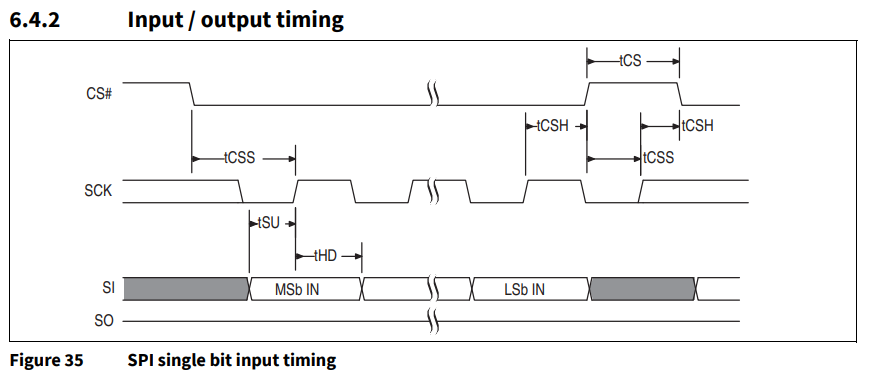 6.4.2 Input / output timing
tCS
CS#
tCSH tCSH
tCSS tCSS
SCK
tSU
tHD
SI MSb IN LSb IN
SO
Figure 35 SPI single bit input timing